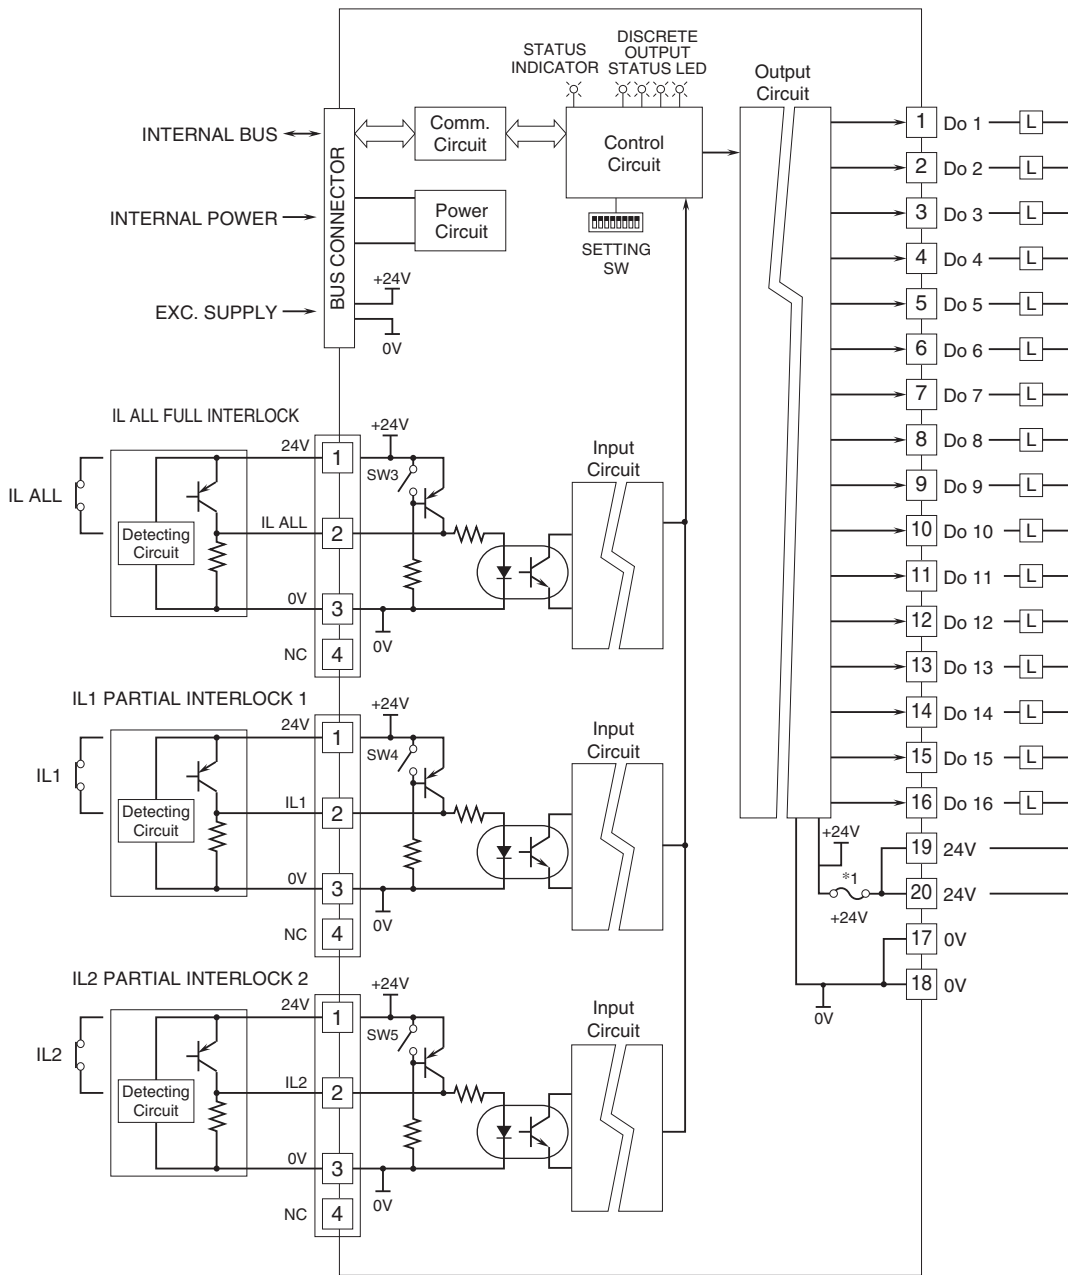 STATUS
INDICATOR
DISCRETE
OUTPUT
STATUS LED
Output
Circuit
INTERNAL BUS
INTERNAL POWER
EXC. SUPPLY
BUS CONNECTOR
Comm.
Circuit
Power
Circuit
Control
Circuit
SETTING
SW
+24V
0V
1 Do 1 L
2 Do 2 L
3 Do 3 L
4 Do 4 L
5 Do 5 L
6 Do 6 L
7 Do 7 L
8 Do 8 L
9 Do 9 L
10 Do 10 L
11 Do 11 L
12 Do 12 L
13 Do 13 L
14 Do 14 L
15 Do 15 L
16 Do 16 L
+24V
19 24V
*1
20 24V
+24V
17 0V
18 0V
0V
IL ALL FULL INTERLOCK
IL ALL
Detecting
Circuit
24V
1
IL ALL
2
0V
3
NC
4
+24V
SW3
0V
Input
Circuit
IL1 PARTIAL INTERLOCK 1
IL1
Detecting
Circuit
24V
1
IL1
2
0V
3
NC
4
+24V
SW4
0V
Input
Circuit
IL2 PARTIAL INTERLOCK 2
IL2
Detecting
Circuit
24V
1
IL2
2
0V
3
NC
4
+24V
SW5
0V
Input
Circuit